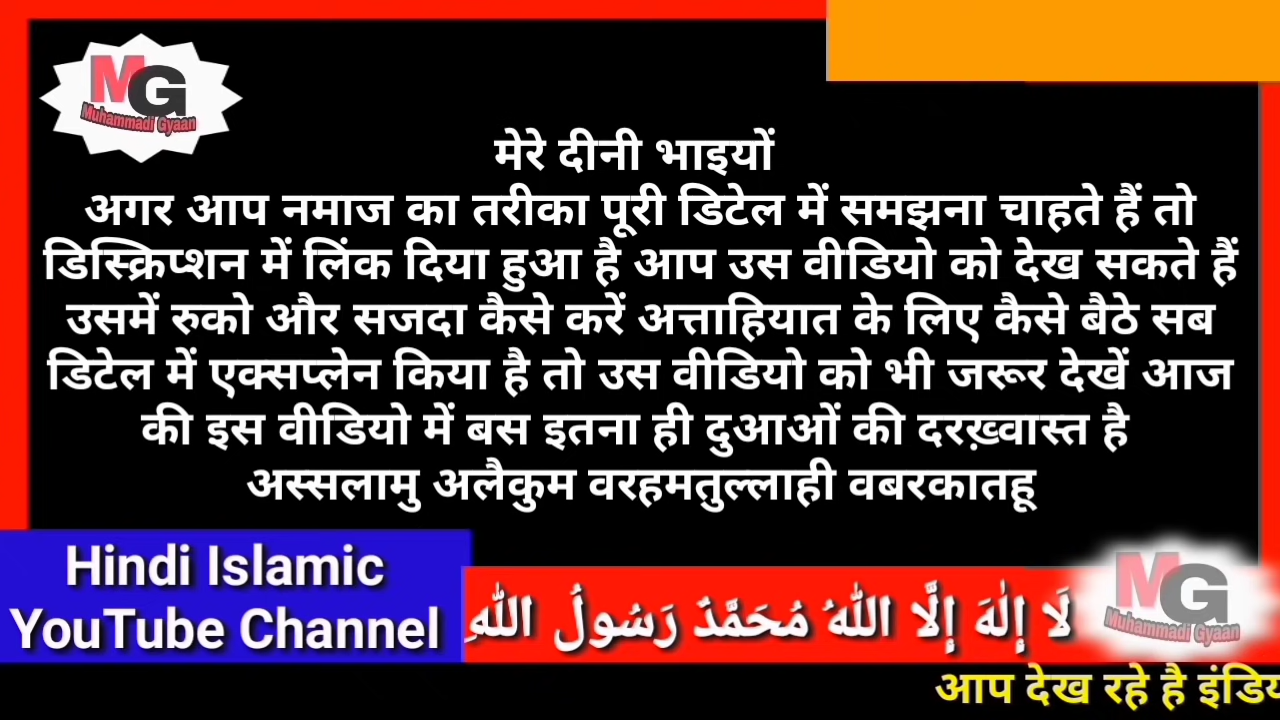 MG
Muhammadi Gyaan
मेरे दीनी भाइयों
अगर आप नमाज का तरीका पूरी डिटेल में समझना चाहते हैं तो
डिस्क्रिप्शन में लिंक दिया हुआ है आप उस वीडियो को देख सकते हैं
उसमें रुको और सजदा कैसे करें अत्ताहियात के लिए कैसे बैठे सब
डिटेल में एक्सप्लेन किया है तो उस वीडियो को भी जरूर देखें आज
की इस वीडियो में बस इतना ही दुआओं की दरख़्वास्त है
अस्सलामु अलैकुम वरहमतुल्लाही वबरकातहू
Hindi Islamic
YouTube Channel
لَا إِلٰهَ إِلَّا اللهُ مُحَمَّدٌ رَسُولُ اللهِ
MG
Muhammadi Gyaan
आप देख रहे है